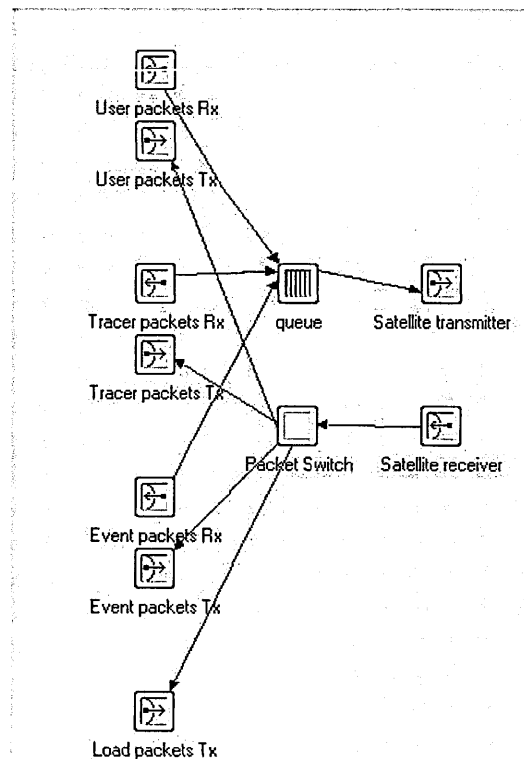 User packets Rx
User packets Tx
Tracer packets Rx
queue
Satellite transmitter
Tracer packets Tx
Packet Switch
Satellite receiver
Event packets Rx
Event packets Tx
Load packets Tx